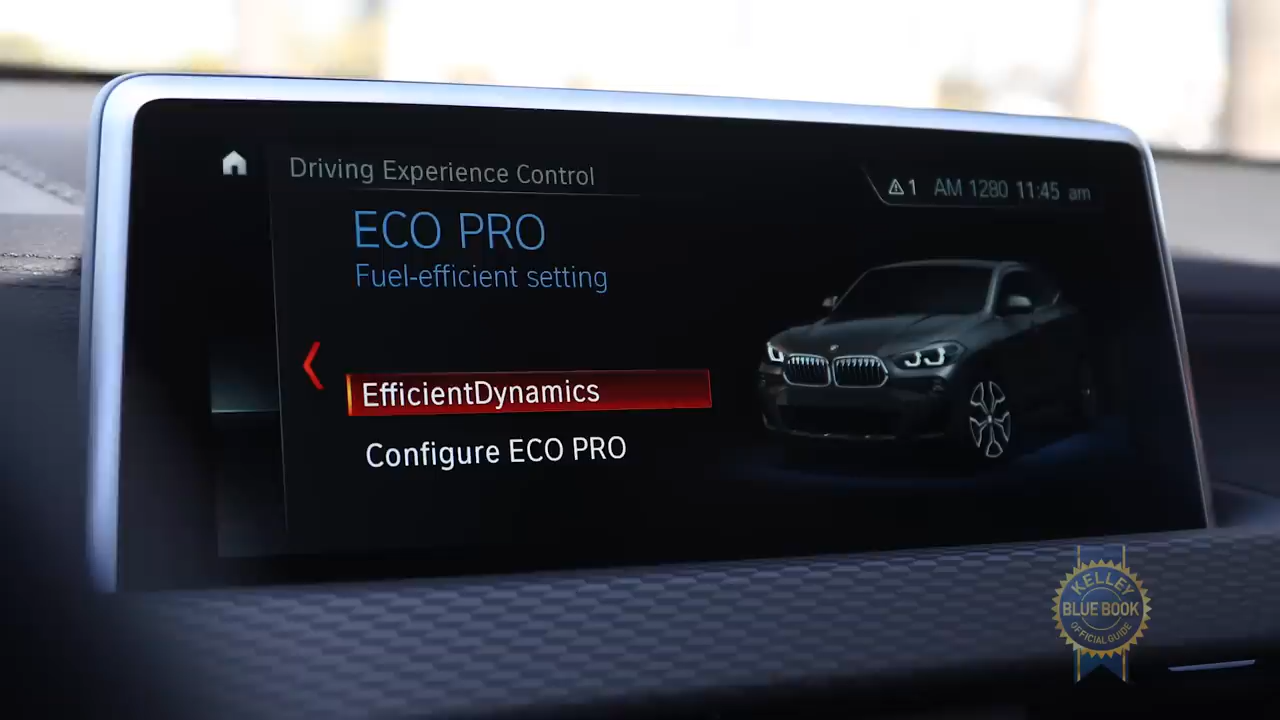 Driving Experience Control
1 AM 1280 11:45 am
ECO PRO
Fuel-efficient setting
EfficientDynamics
Configure ECO PRO
KELLEY
BLUE BOOK
OFFICIAL GUIDE